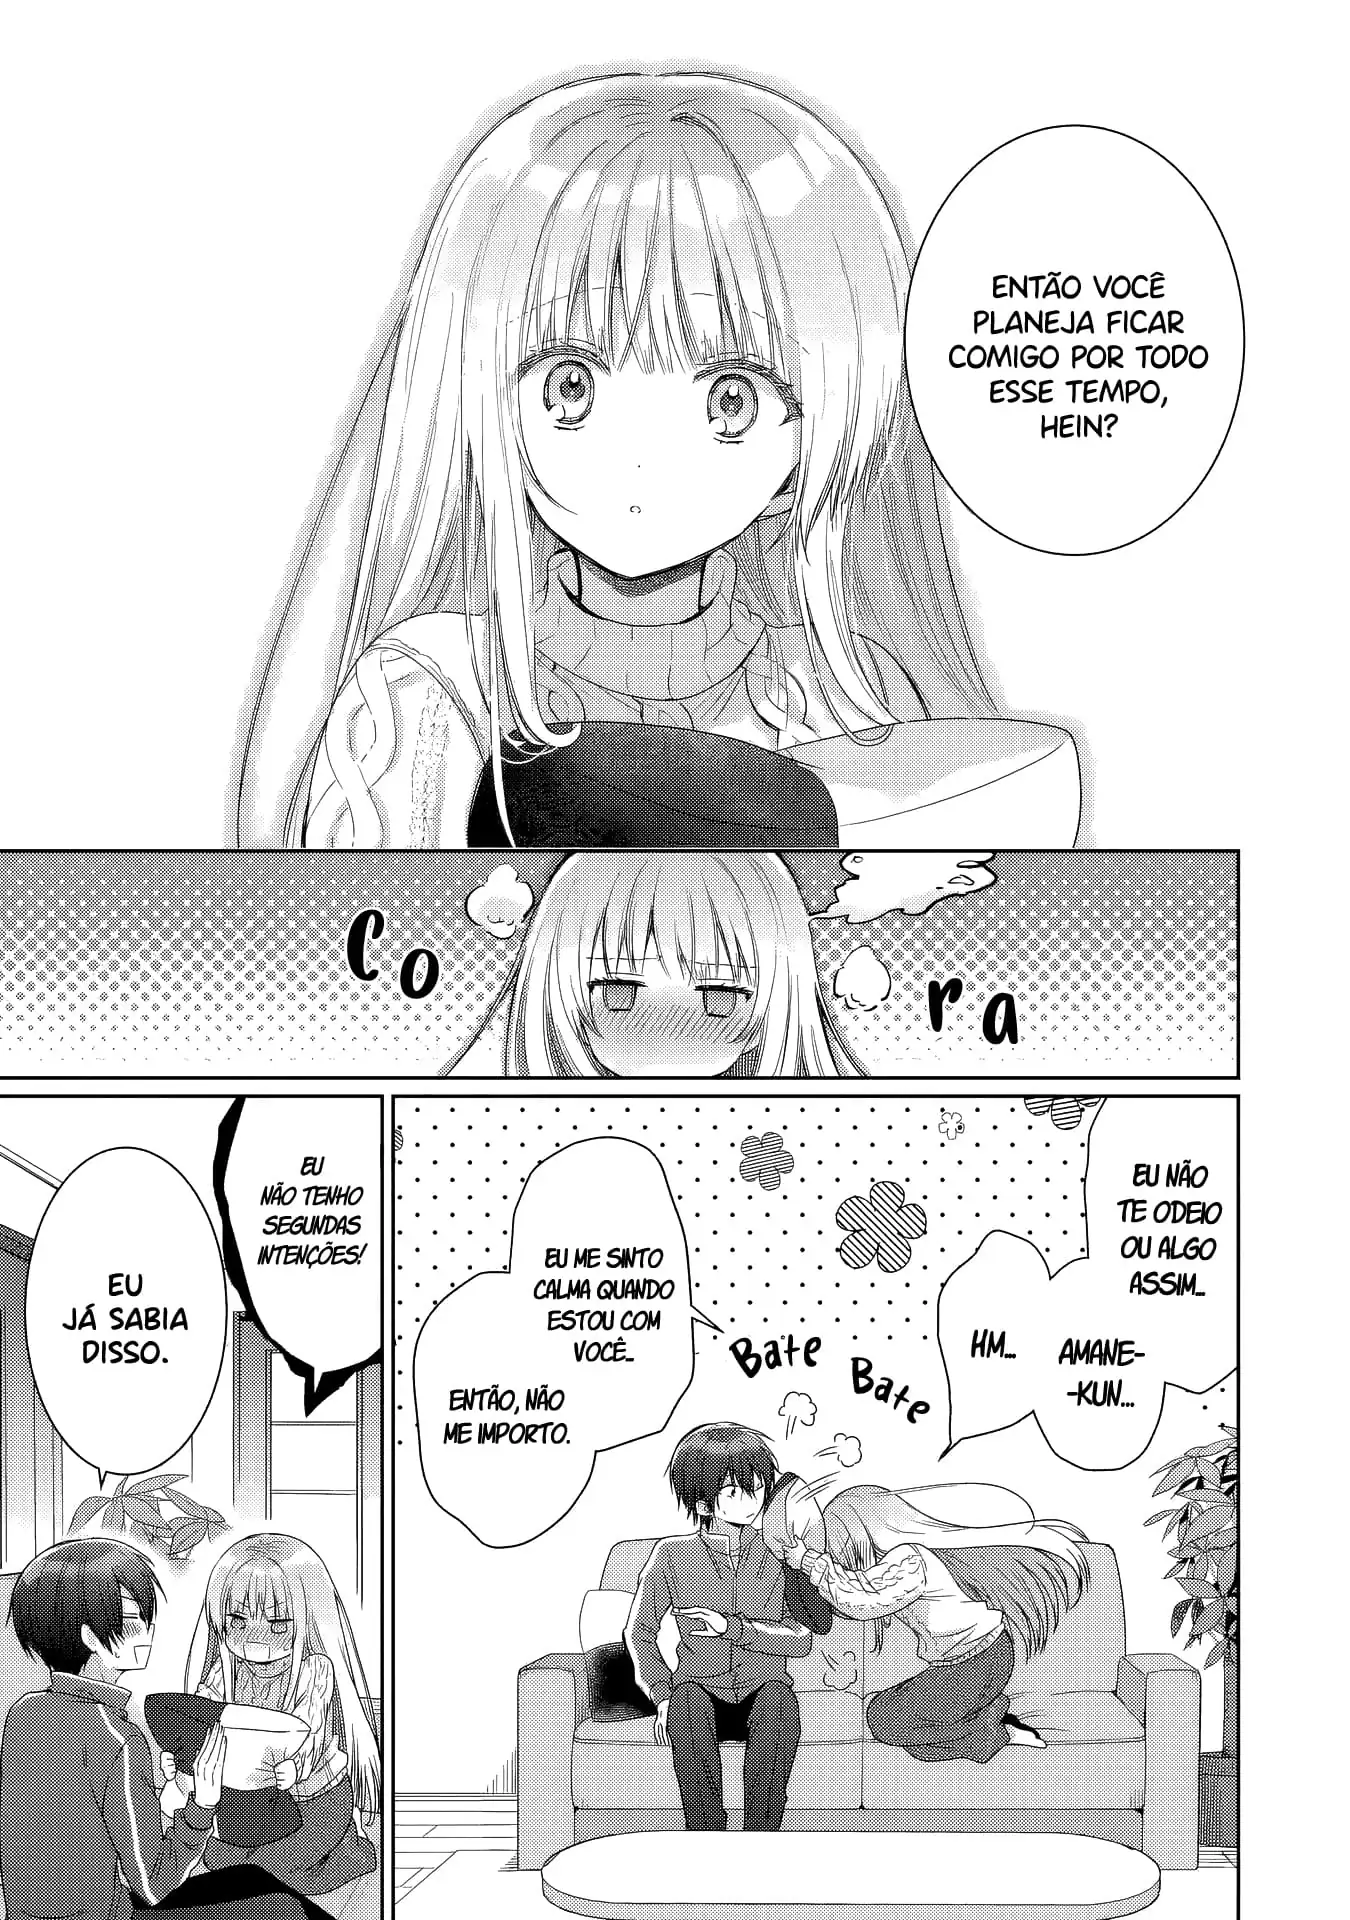 ENTÃO VOCÊ
PLANEJA FICAR
COMIGO POR TODO
ESSE TEMPO,
HEIN?
Co
ra
EU NÃO
TE ODEIO
OU ALGO
ASSIM...
AMANE-
-KUN...
HM...
Bate
Bate
EU ME SINTO
CALMA QUANDO
ESTOU COM
VOCÊ...
ENTÃO, NÃO
ME IMPORTO.
EU
NÃO TENHO
SEGUNDAS
INTENÇÕES!
EU
JÁ SABIA
DISSO.